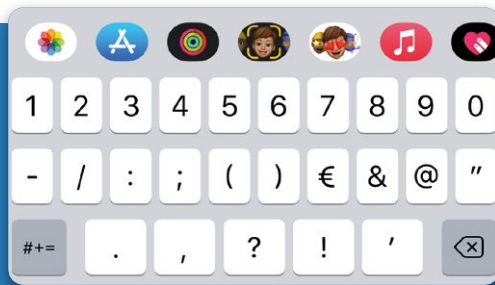 1 2 3 4 5 6 7 8 9 0
- / : ; ( ) € & @ "
#+= . , ? ! '